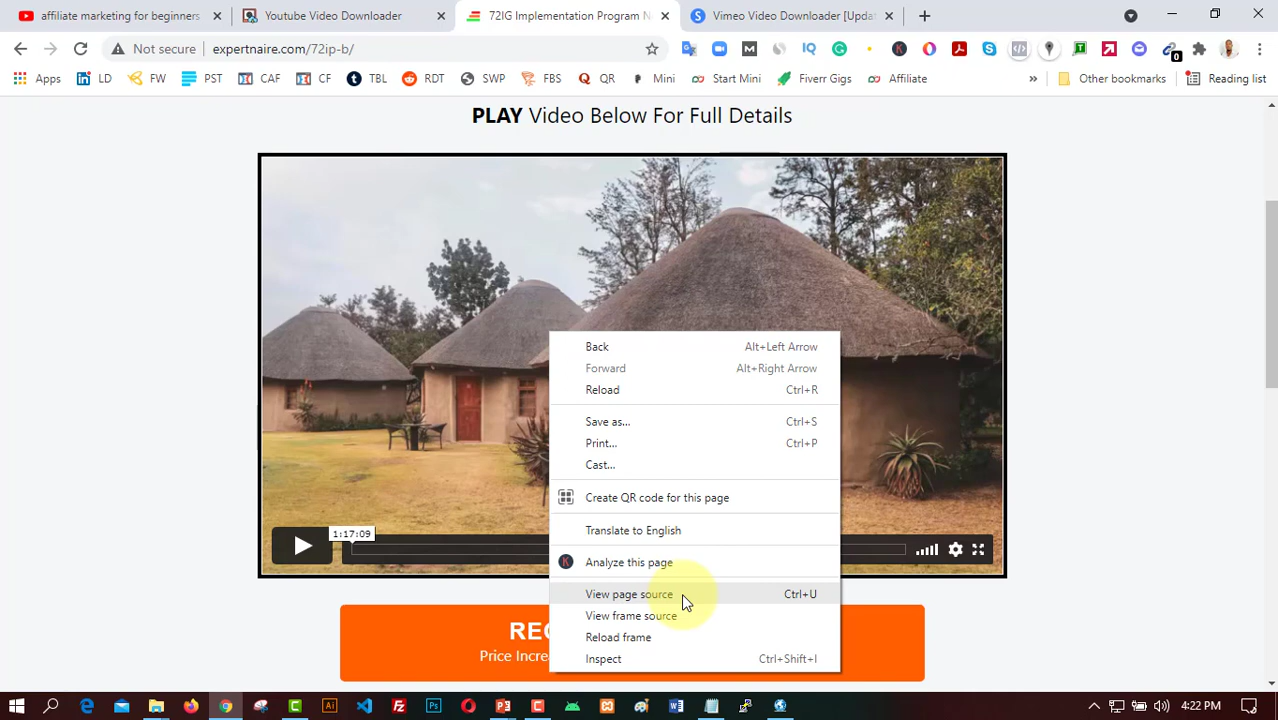 affiliate marketing for beginners
Youtube Video Downloader
72IG Implementation Program N
Vimeo Video Downloader [Updat
Not secure
expertnaire.com/72ip-b/
0
Apps
LD
FW
PST
CAF
CF
TBL
RDT
SWP
FBS
QR
Mini
Start Mini
Fiverr Gigs
Affiliate
Other bookmarks
Reading list
PLAY Video Below For Full Details
Back Alt+Left Arrow
Forward Alt+Right Arrow
Reload Ctrl+R
Save as... Ctrl+S
Print... Ctrl+P
Cast...
Create QR code for this page
Translate to English
Analyze this page
View page source Ctrl+U
View frame source
Reload frame
Inspect Ctrl+Shift+I
1:17:09
Price Increa
4:22 PM